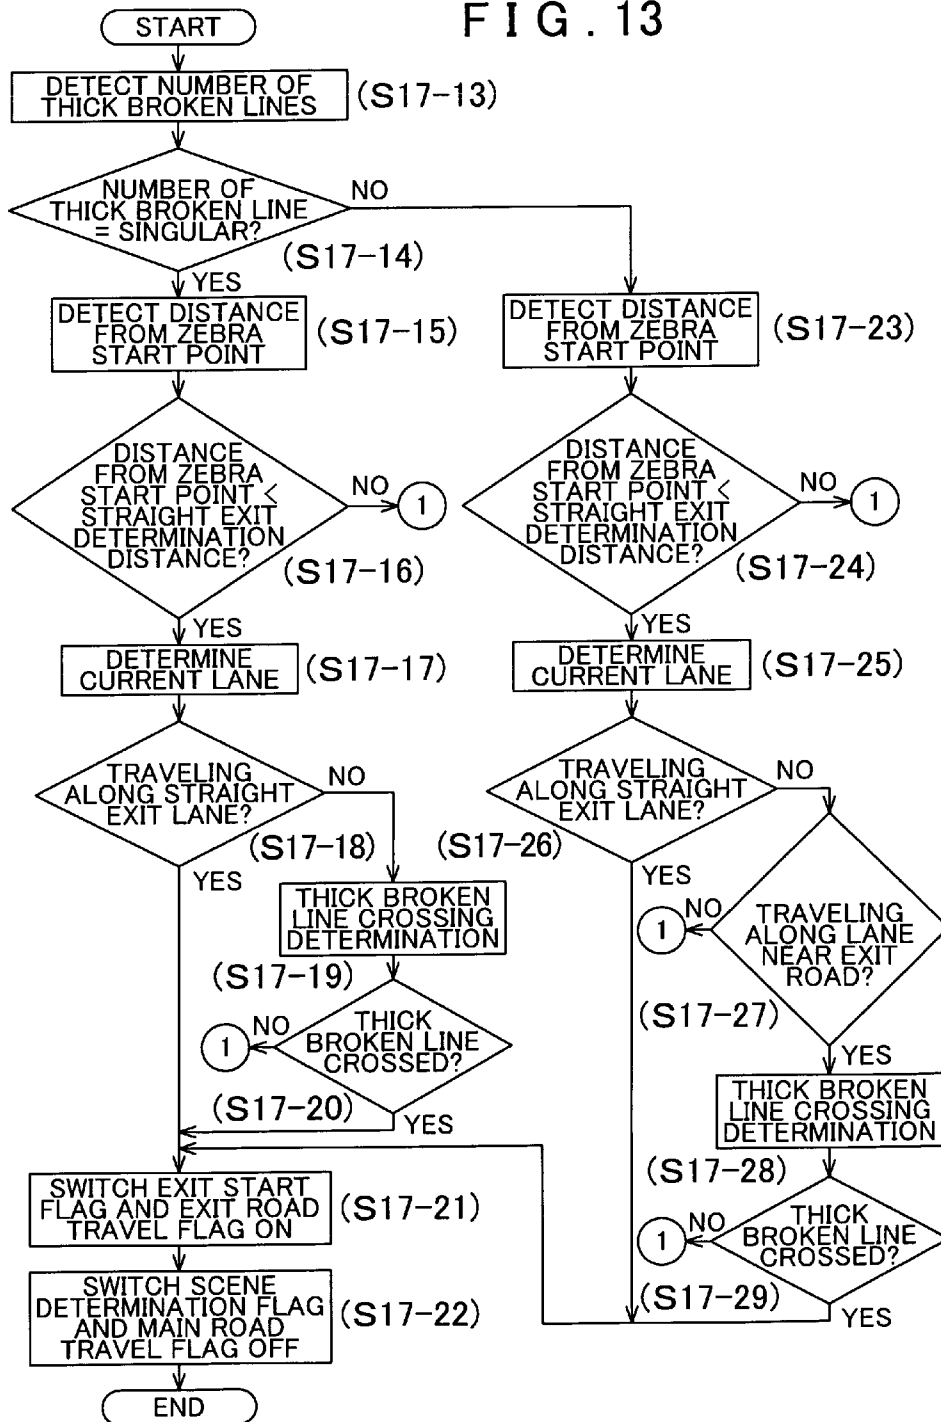 FIG. 13
START
DETECT NUMBER OF
THICK BROKEN LINES
(S17-13)
NUMBER OF
THICK BROKEN LINE
= SINGULAR?
NO
(S17-14)
YES
DETECT DISTANCE
FROM ZEBRA
START POINT
(S17-15)
DETECT DISTANCE
FROM ZEBRA
START POINT
(S17-23)
DISTANCE
FROM ZEBRA
START POINT <
STRAIGHT EXIT
DETERMINATION
DISTANCE?
NO
1
(S17-16)
YES
DISTANCE
FROM ZEBRA
START POINT <
STRAIGHT EXIT
DETERMINATION
DISTANCE?
NO
1
(S17-24)
YES
DETERMINE
CURRENT LANE
(S17-17)
DETERMINE
CURRENT LANE
(S17-25)
TRAVELING
ALONG STRAIGHT
EXIT LANE?
NO
(S17-18)
YES
TRAVELING
ALONG STRAIGHT
EXIT LANE?
NO
(S17-26)
YES
THICK BROKEN
LINE CROSSING
DETERMINATION
(S17-19)
NO
1
TRAVELING
ALONG LANE
NEAR EXIT
ROAD?
(S17-27)
YES
NO
1
THICK
BROKEN LINE
CROSSED?
(S17-20)
YES
THICK BROKEN
LINE CROSSING
DETERMINATION
(S17-28)
SWITCH EXIT START
FLAG AND EXIT ROAD
TRAVEL FLAG ON
(S17-21)
NO
1
THICK
BROKEN LINE
CROSSED?
(S17-29)
YES
SWITCH SCENE
DETERMINATION FLAG
AND MAIN ROAD
TRAVEL FLAG OFF
(S17-22)
END